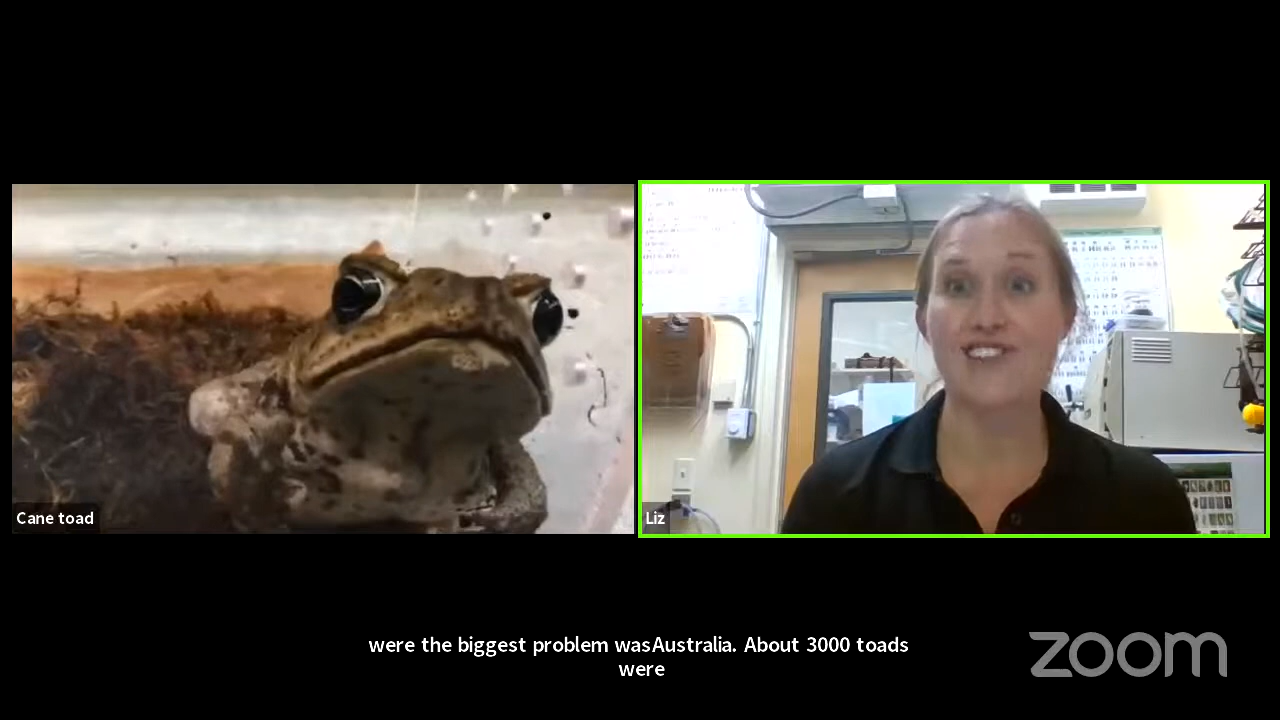 Cane toad
Liz
were the biggest problem wasAustralia. About 3000 toads
were
zoom